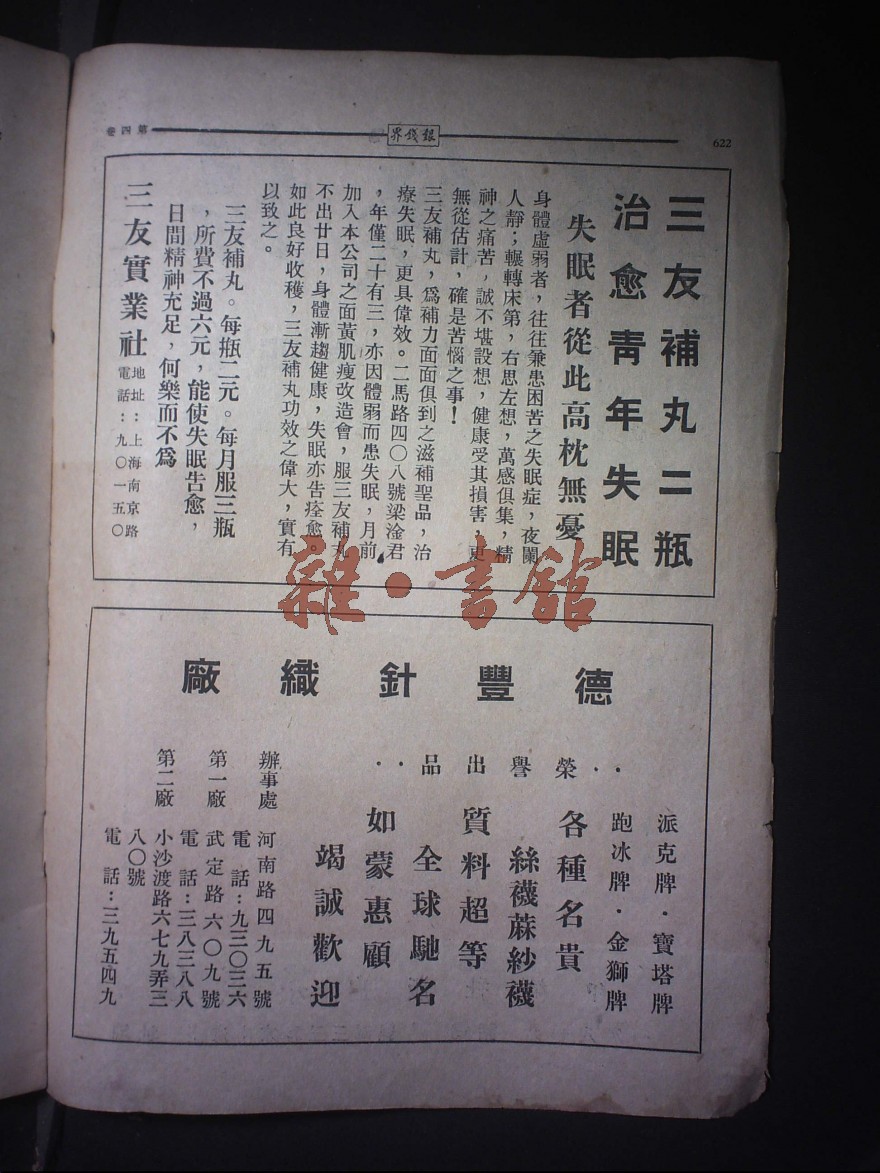 622
銀錢界
第四卷
三友補丸二瓶
治愈青年失眠
失眠者從此高枕無憂
身體虛弱者，往往兼患困苦之失眠症，夜闌
人靜；輾轉床第，右思左想，萬感俱集，精
神之痛苦，誠不堪設想，健康受其損害，更
無從估計，確是苦惱之事！
三友補丸，為補力面面俱到之滋補聖品，治
療失眠，更具偉效。二馬路四〇八號梁淦君
，年僅二十有三，亦因體弱而患失眠，月前
加入本公司之面黃肌瘦改造會，服三友補丸
不出廿日，身體漸趨健康，失眠亦告痊愈。
如此良好收穫，三友補丸功效之偉大，實有
以致之。
三友補丸。每瓶二元。每月服三瓶
，所費不過六元，能使失眠告愈，
日間精神充足，何樂而不為
三友實業社
地址：上海南京路
電話：九〇一五〇
雜·書館
德豐針織廠
派克牌·寶塔牌
跑冰牌·金獅牌
·榮譽出品·
各種名貴
絲襪蔴紗襪
質料超等
全球馳名
如蒙惠顧
竭誠歡迎
辦事處 河南路四九五號
電話：九三〇三六
第一廠 武定路六〇九號
電話：三八三八八
第二廠 小沙渡路六七九弄三
八〇號
電話：三九五四九